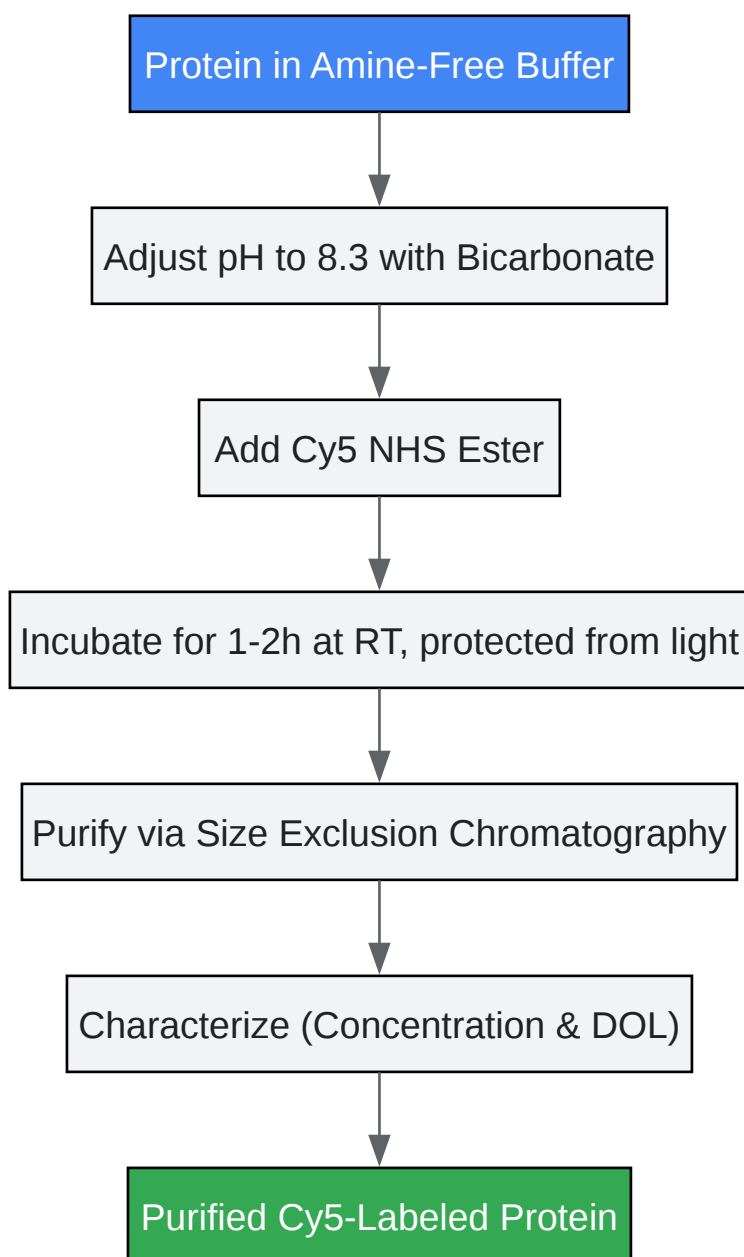 Protein in Amine-Free Buffer
Adjust pH to 8.3 with Bicarbonate
Add Cy5 NHS Ester
Incubate for 1-2h at RT, protected from light
Purify via Size Exclusion Chromatography
Characterize (Concentration & DOL)
Purified Cy5-Labeled Protein